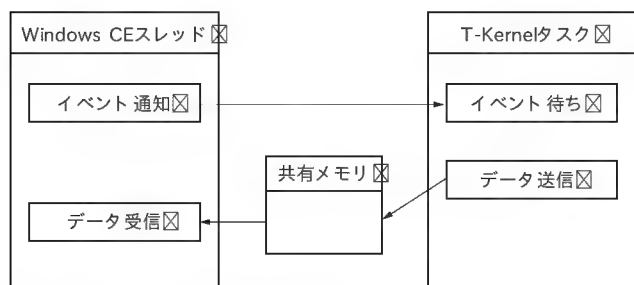 Windows CEスレッド
T-Kernelタスク
イベント通知
イベント待ち
共有メモリ
データ送信
データ受信